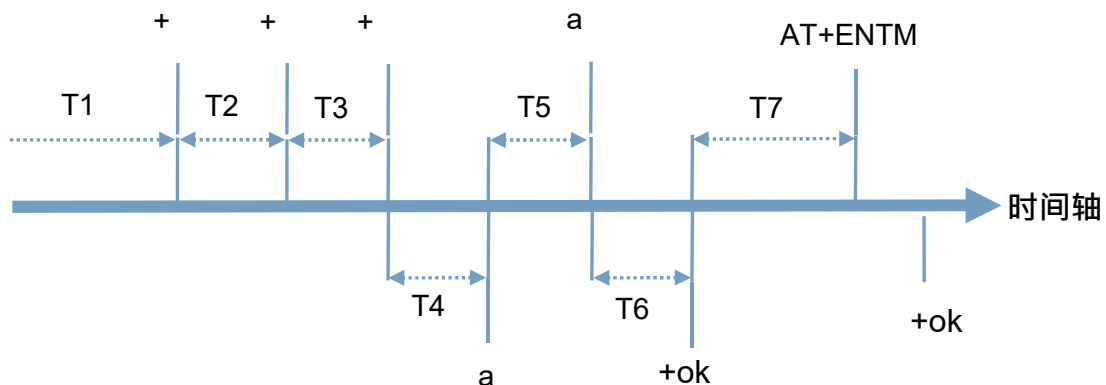 + + + a
AT+ENTM
T1 T2 T3 T5 T7
时间轴
T4 T6
+ok
a +ok